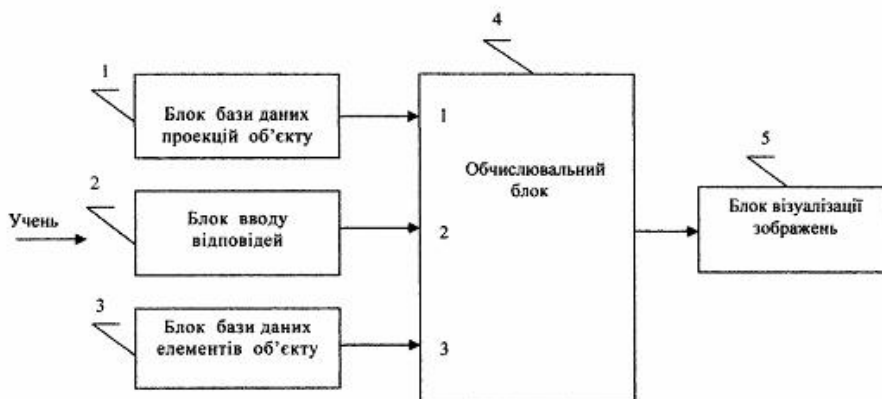 4
1
Блок бази даних
проекцій об'єкту
1
5
2
Обчислювальний
блок
Учень
Блок вводу
відповідей
2
Блок візуалізації
зображень
3
Блок бази даних
елементів об'єкту
3